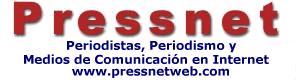 Pressnet
Periodistas, Periodismo y
Medios de Comunicación en Internet
www.pressnetweb.com